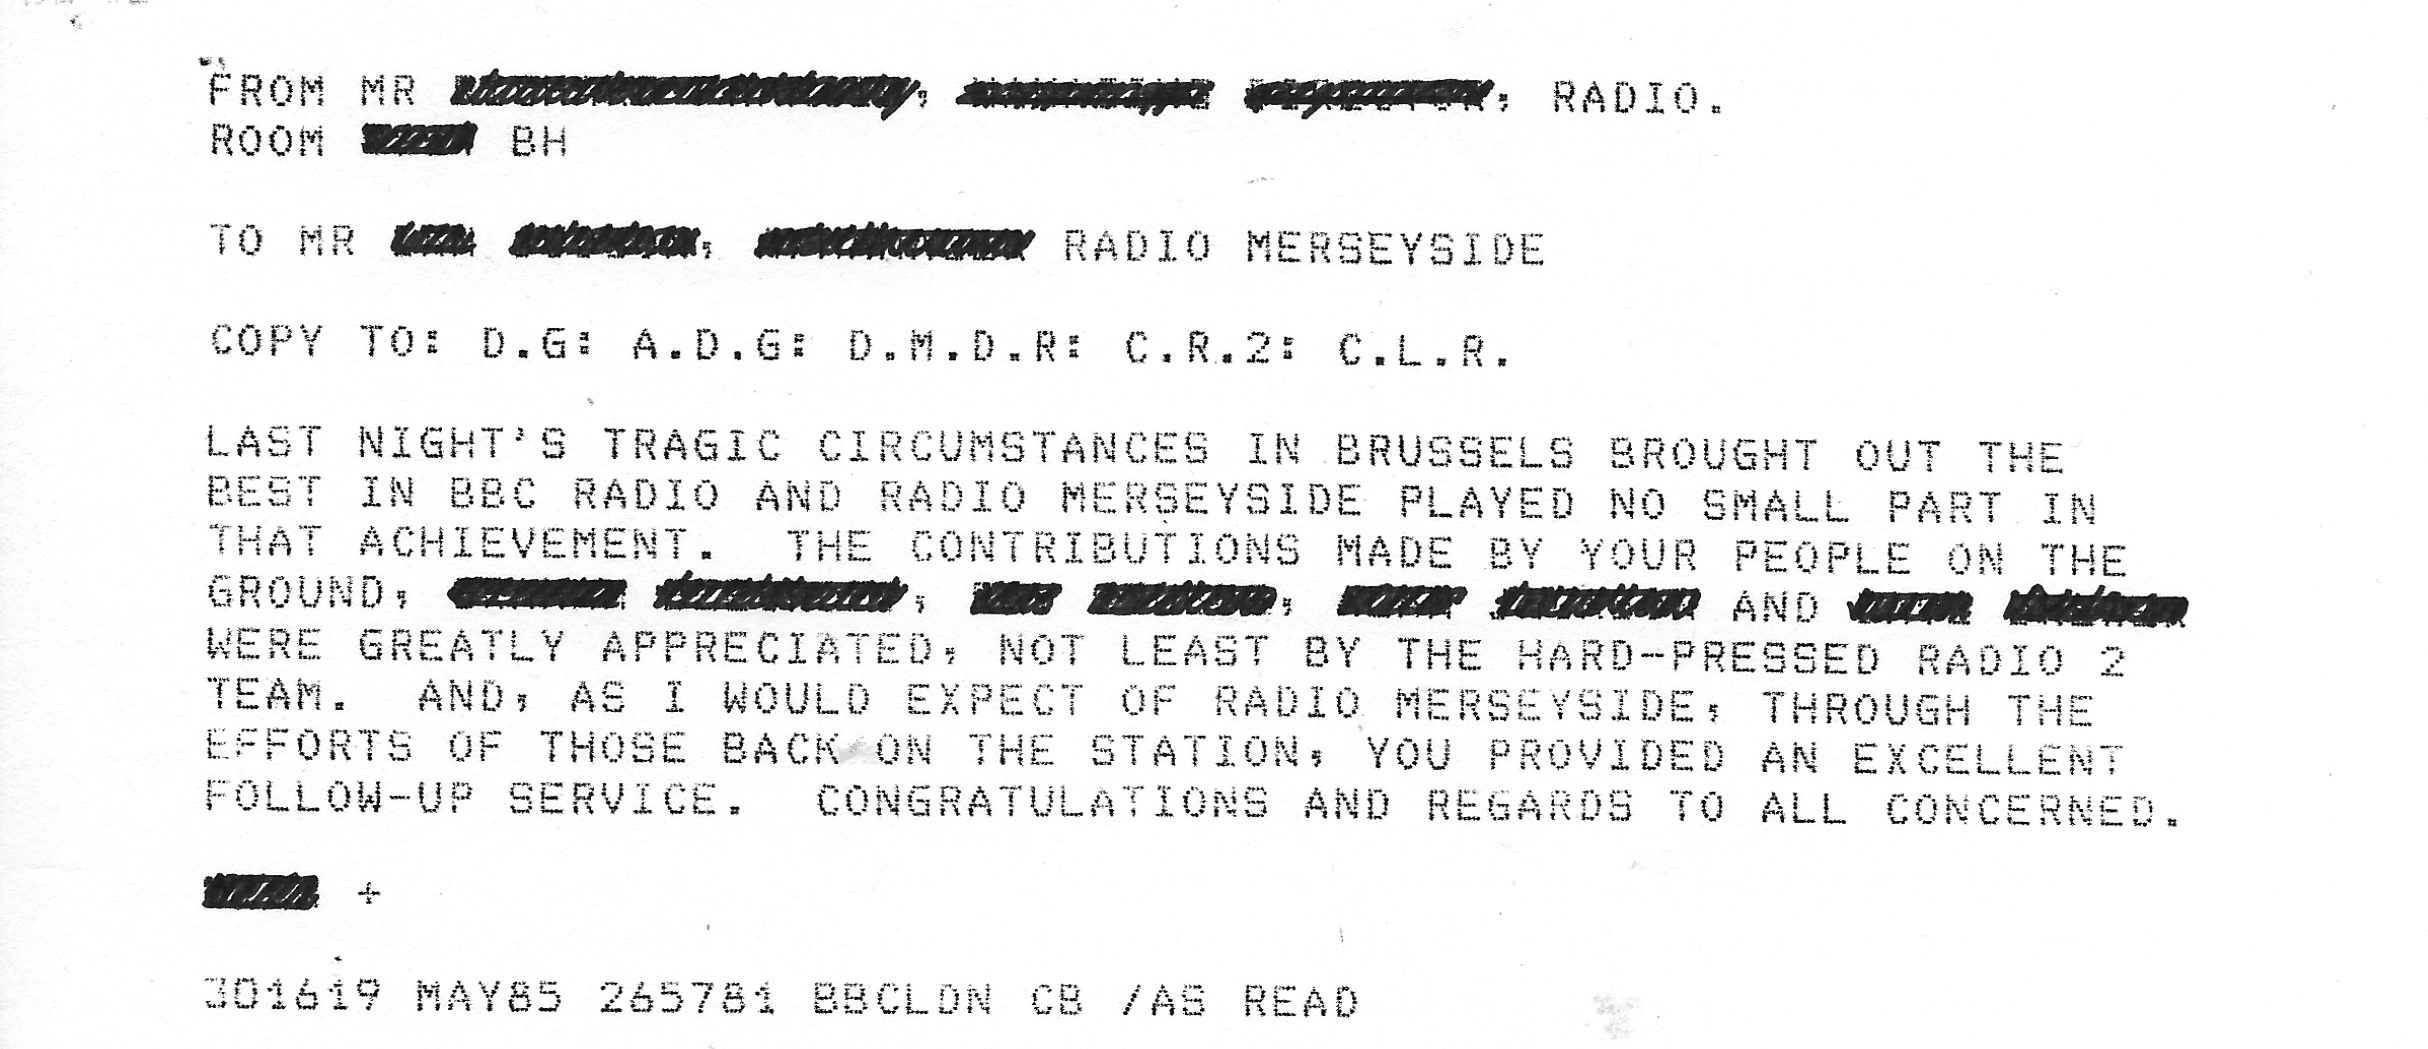 FROM MR , , RADIO.
ROOM BH
TO MR , RADIO MERSEYSIDE
COPY TO: D.G: A.D.G: D.M.D.R: C.R.2: C.L.R.
LAST NIGHT'S TRAGIC CIRCUMSTANCES IN BRUSSELS BROUGHT OUT THE
BEST IN BBC RADIO AND RADIO MERSEYSIDE PLAYED NO SMALL PART IN
THAT ACHIEVEMENT. THE CONTRIBUTIONS MADE BY YOUR PEOPLE ON THE
GROUND, , , AND
WERE GREATLY APPRECIATED, NOT LEAST BY THE HARD-PRESSED RADIO 2
TEAM. AND, AS I WOULD EXPECT OF RADIO MERSEYSIDE, THROUGH THE
EFFORTS OF THOSE BACK ON THE STATION, YOU PROVIDED AN EXCELLENT
FOLLOW-UP SERVICE. CONGRATULATIONS AND REGARDS TO ALL CONCERNED.
+
301619 MAY85 265781 BBCLDN CB /AS READ